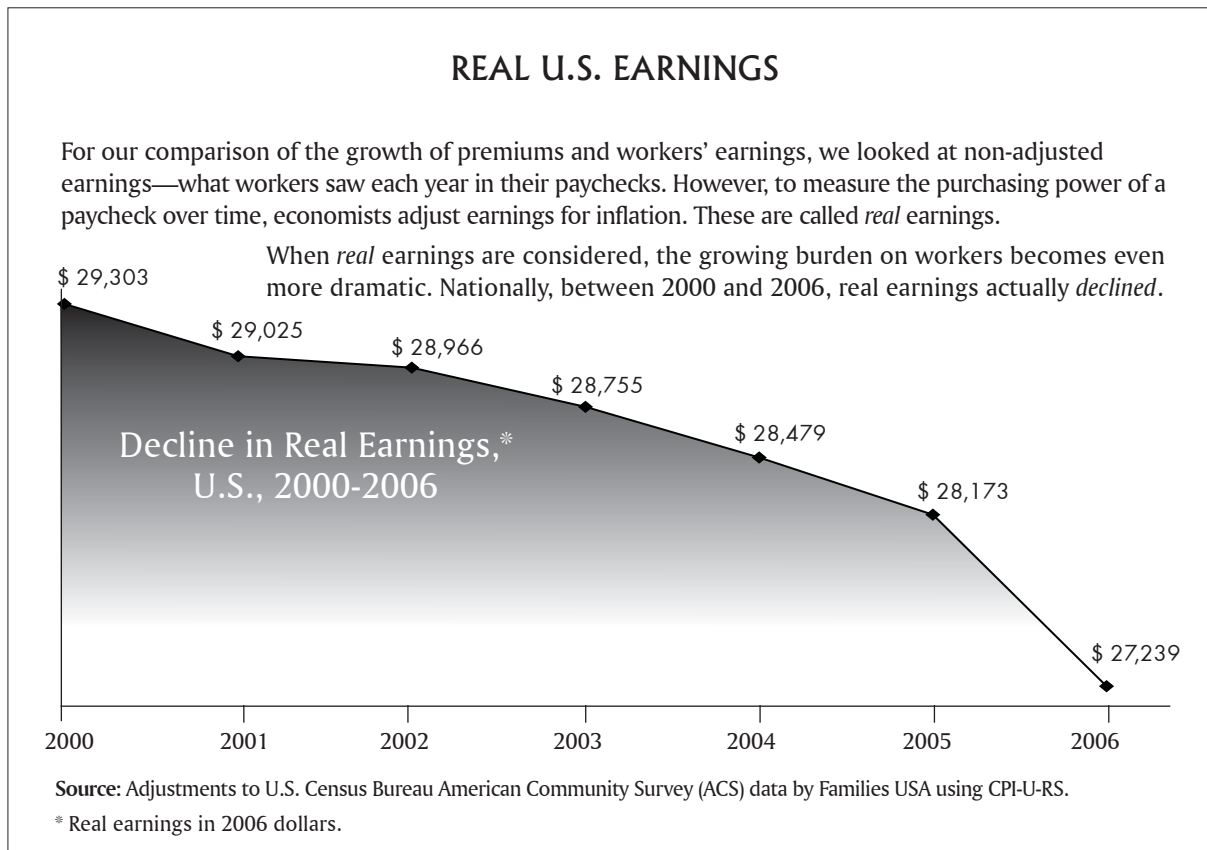 REAL U.S. EARNINGS
For our comparison of the growth of premiums and workers’ earnings, we looked at non-adjusted
earnings—what workers saw each year in their paychecks. However, to measure the purchasing power of a
paycheck over time, economists adjust earnings for inflation. These are called real earnings.
When real earnings are considered, the growing burden on workers becomes even
more dramatic. Nationally, between 2000 and 2006, real earnings actually declined.
$ 29,303
$ 29,025
$ 28,966
$ 28,755
$ 28,479
$ 28,173
$ 27,239
Decline in Real Earnings,*
U.S., 2000-2006
2000 2001 2002 2003 2004 2005 2006
Source: Adjustments to U.S. Census Bureau American Community Survey (ACS) data by Families USA using CPI-U-RS.
* Real earnings in 2006 dollars.